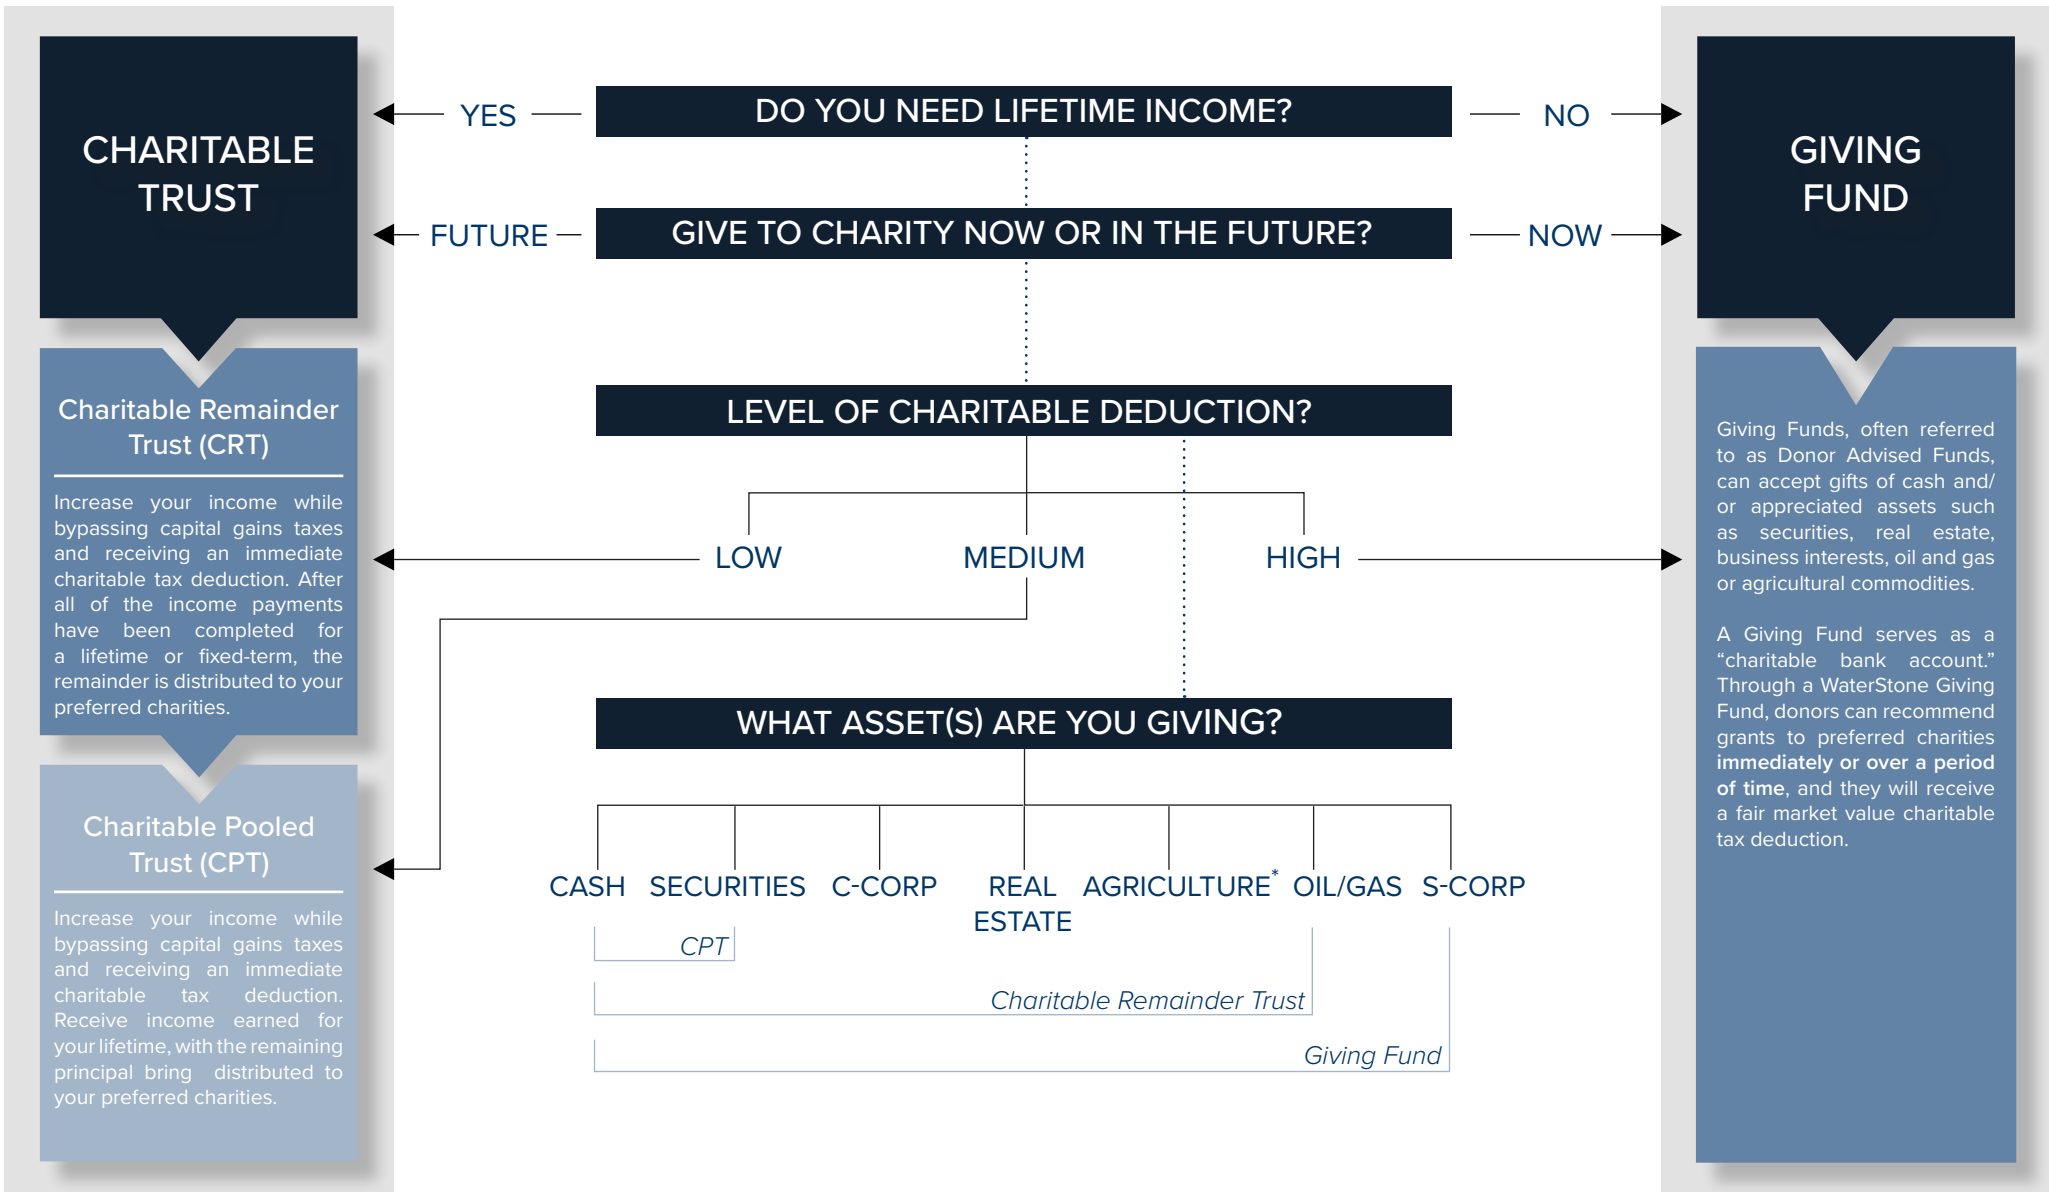 CHARITABLE
TRUST
Charitable Remainder
Trust (CRT)
Increase your income while
bypassing capital gains taxes
and receiving an immediate
charitable tax deduction. After
all of the income payments
have been completed for
a lifetime or fixed-term, the
remainder is distributed to your
preferred charities.
Charitable Pooled
Trust (CPT)
Increase your income while
bypassing capital gains taxes
and receiving an immediate
charitable tax deduction.
Receive income earned for
your lifetime, with the remaining
principal bring distributed to
your preferred charities.
YES
DO YOU NEED LIFETIME INCOME?
NO
FUTURE
GIVE TO CHARITY NOW OR IN THE FUTURE?
NOW
LEVEL OF CHARITABLE DEDUCTION?
LOW
MEDIUM
HIGH
WHAT ASSET(S) ARE YOU GIVING?
CASH
SECURITIES
C-CORP
REAL
ESTATE
AGRICULTURE*
OIL/GAS
S-CORP
CPT
Charitable Remainder Trust
Giving Fund
GIVING
FUND
Giving Funds, often referred
to as Donor Advised Funds,
can accept gifts of cash and/
or appreciated assets such
as securities, real estate,
business interests, oil and gas
or agricultural commodities.
A Giving Fund serves as a
“charitable bank account.”
Through a WaterStone Giving
Fund, donors can recommend
grants to preferred charities
immediately or over a period
of time, and they will receive
a fair market value charitable
tax deduction.